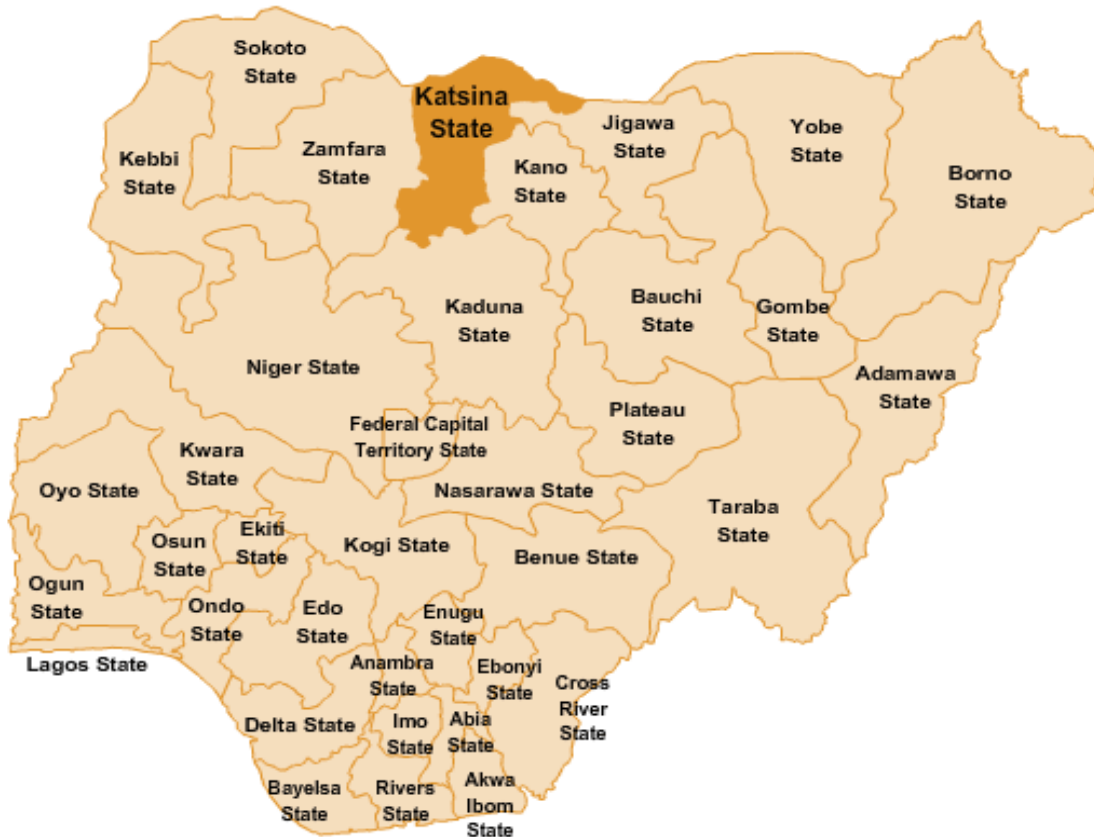 Sokoto
State
Katsina
State
Jigawa
State
Yobe
State
Kebbi
State
Zamfara
State
Kano
State
Borno
State
Kaduna
State
Bauchi
State
Gombe
State
Niger State
Adamawa
State
Plateau
State
Federal Capital
Territory State
Kwara
State
Oyo State
Nasarawa State
Taraba
State
Osun
State
Ekiti
State
Kogi State
Benue State
Ogun
State
Ondo
State
Edo
State
Enugu
State
Lagos State
Anambra
State
Ebonyi
State
Cross
River
State
Delta State
Imo
State
Abia
State
Bayelsa
State
Rivers
State
Akwa
Ibom
State